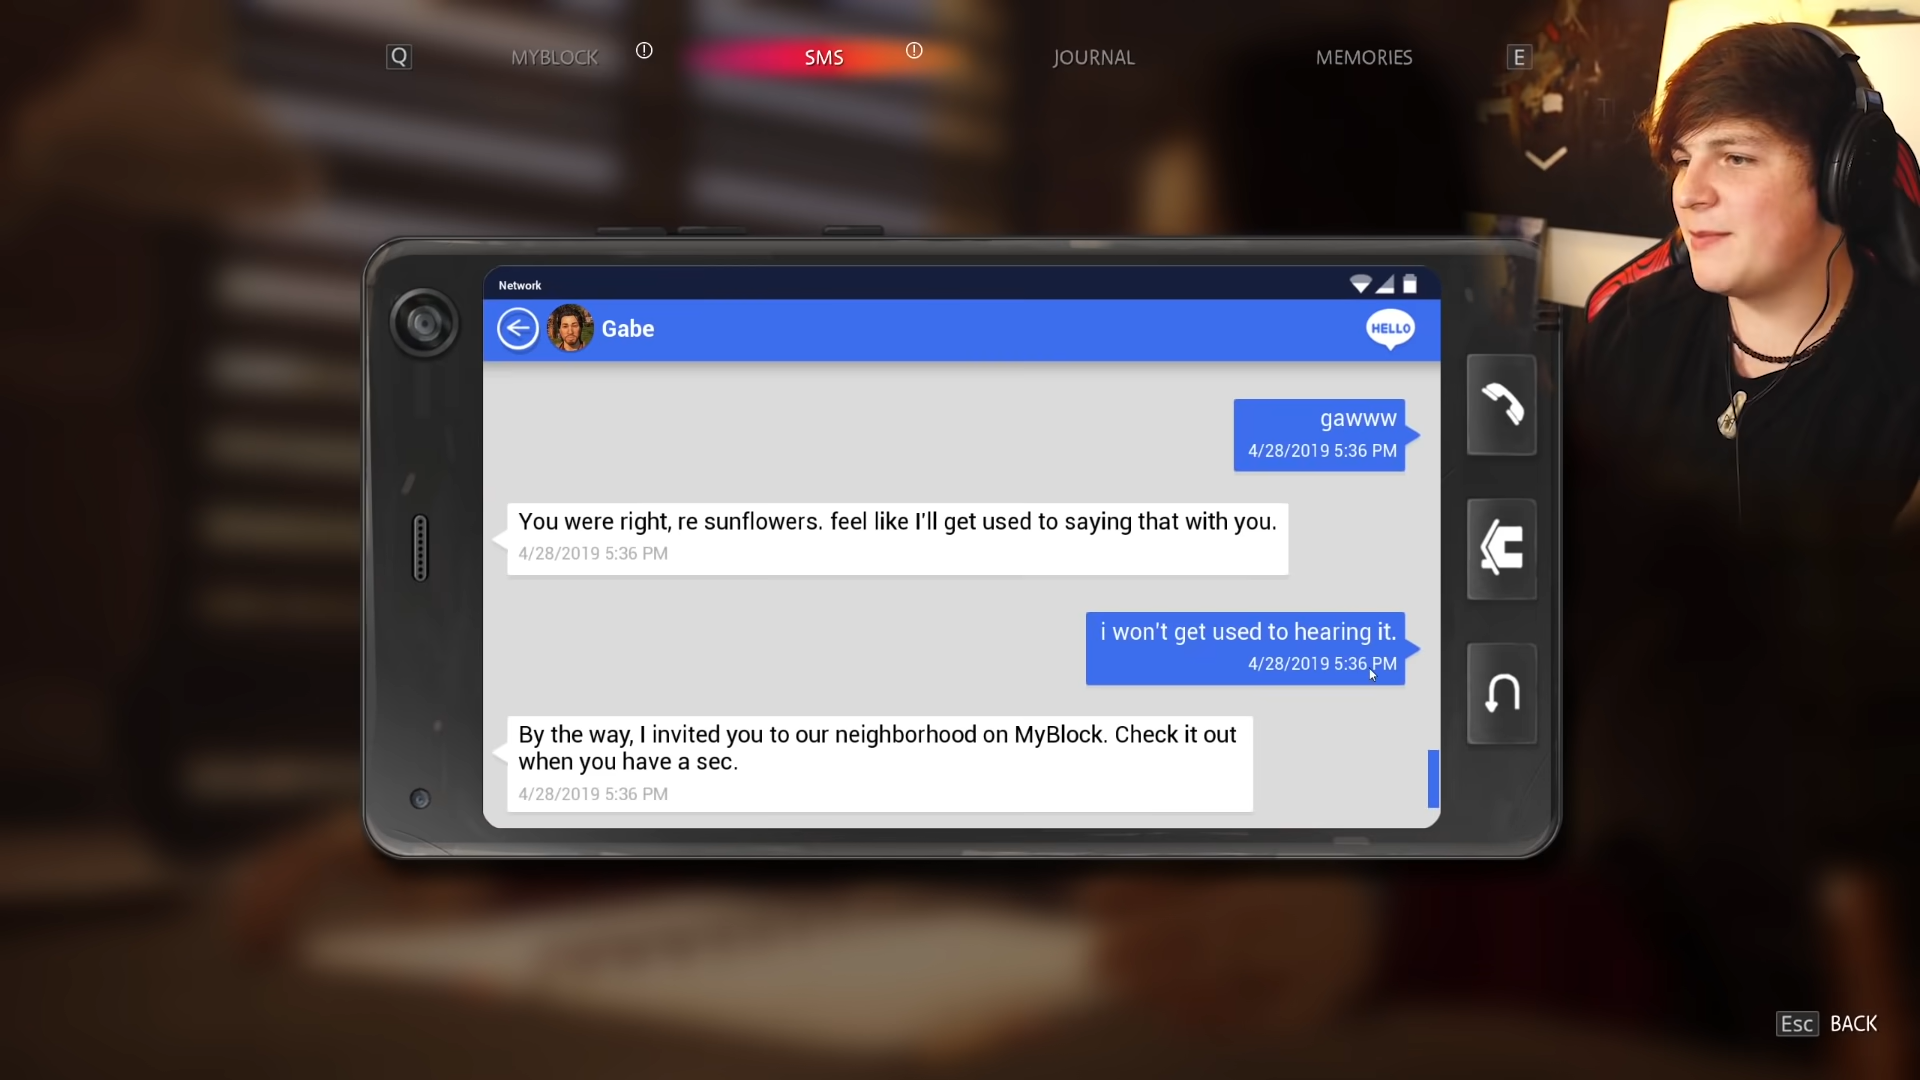 Q MYBLOCK SMS JOURNAL MEMORIES E
Network
Gabe
HELLO
gawww
4/28/2019 5:36 PM
You were right, re sunflowers. feel like I'll get used to saying that with you.
4/28/2019 5:36 PM
i won't get used to hearing it.
4/28/2019 5:36 PM
By the way, I invited you to our neighborhood on MyBlock. Check it out
when you have a sec.
4/28/2019 5:36 PM
Esc BACK